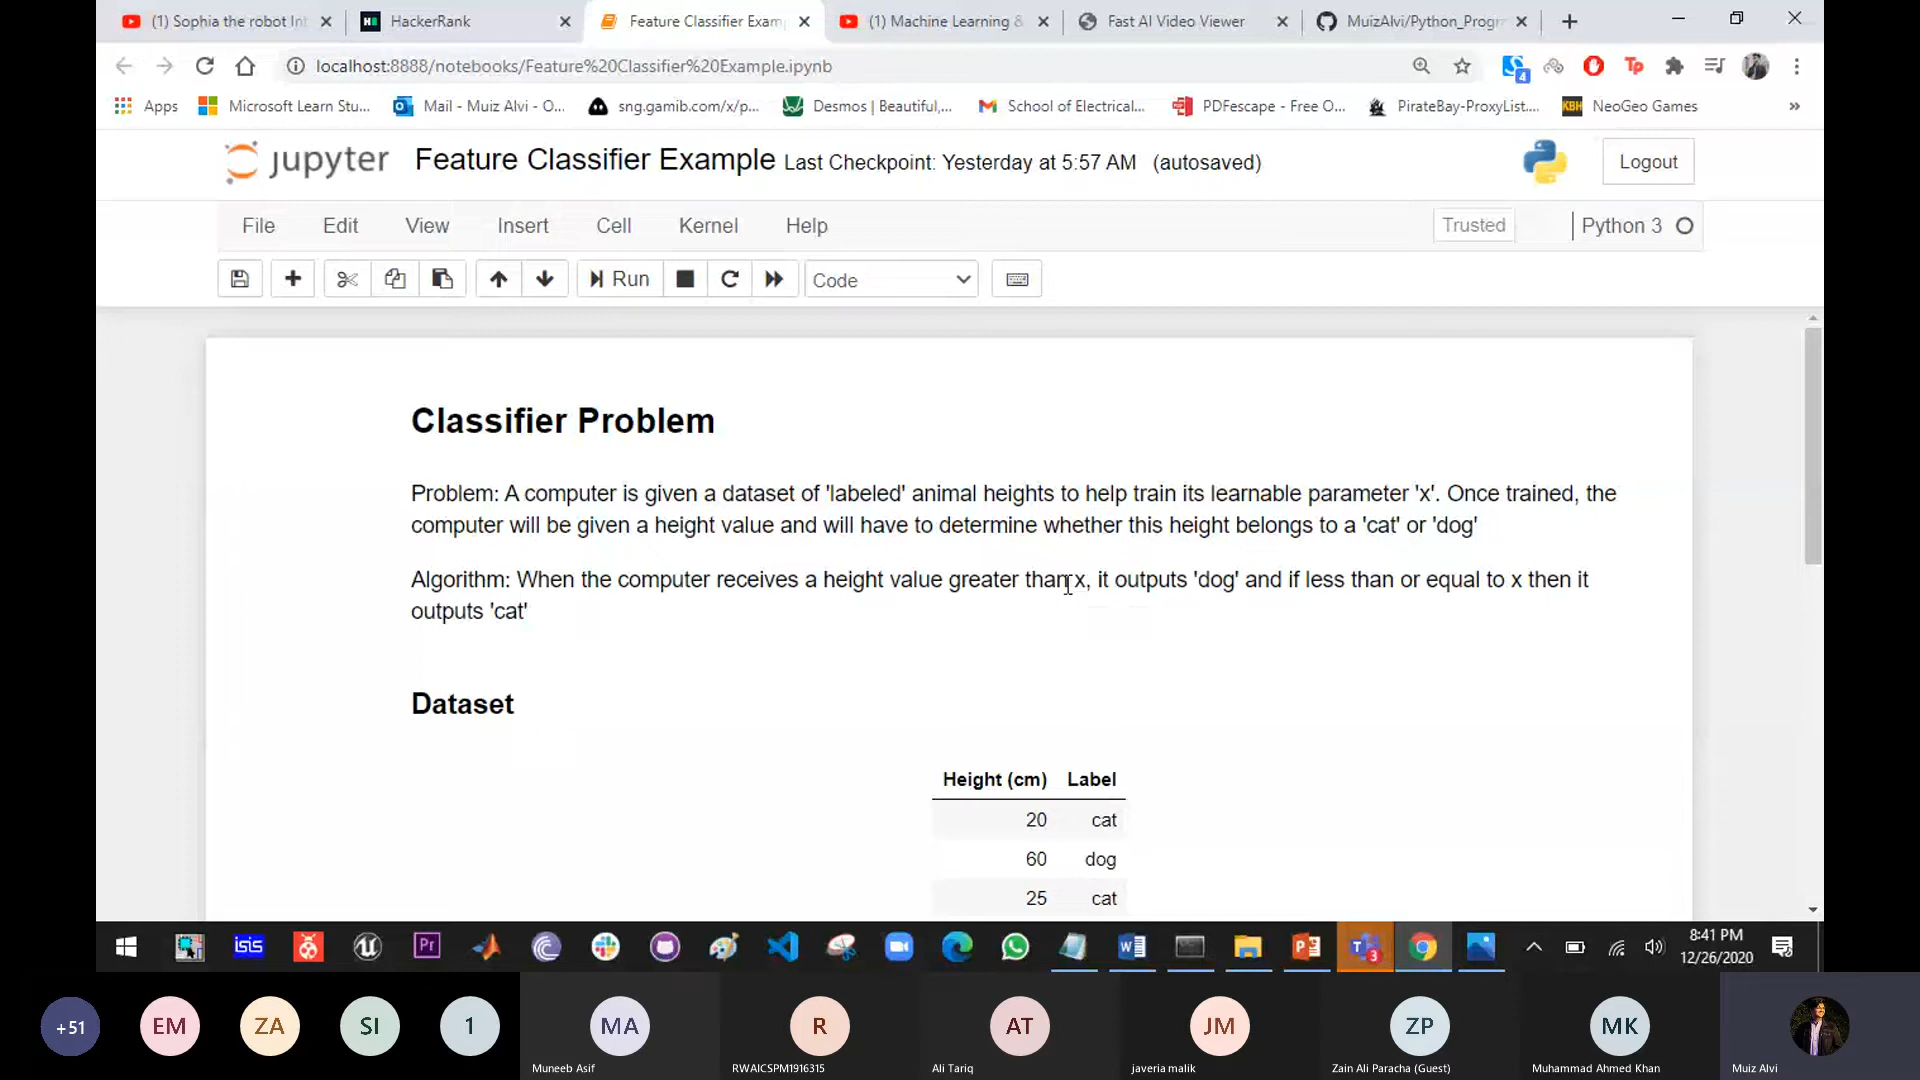 (1) Sophia the robot Int
HackerRank
Feature Classifier Exam
(1) Machine Learning &
Fast AI Video Viewer
MuizAlvi/Python_Progr
localhost:8888/notebooks/Feature%20Classifier%20Example.ipynb
4
Tp
Apps
Microsoft Learn Stu...
Mail - Muiz Alvi - O...
sng.gamib.com/x/p...
Desmos | Beautiful,...
School of Electrical...
PDFescape - Free O...
PirateBay-ProxyList....
KBH
NeoGeo Games
»
jupyter
Feature Classifier Example Last Checkpoint: Yesterday at 5:57 AM (autosaved)
Logout
File Edit View Insert Cell Kernel Help
Trusted
Python 3
Run
Code
Classifier Problem
Problem: A computer is given a dataset of 'labeled' animal heights to help train its learnable parameter 'x'. Once trained, the
computer will be given a height value and will have to determine whether this height belongs to a 'cat' or 'dog'
Algorithm: When the computer receives a height value greater than x, it outputs 'dog' and if less than or equal to x then it
outputs 'cat'
Dataset
Height (cm) Label
20 cat
60 dog
25 cat
isis
Pr
3
8:41 PM
12/26/2020
+51
EM
ZA
SI
1
MA
R
AT
JM
ZP
MK
Muneeb Asif
RWAICSPM1916315
Ali Tariq
javeria malik
Zain Ali Paracha (Guest)
Muhammad Ahmed Khan
Muiz Alvi